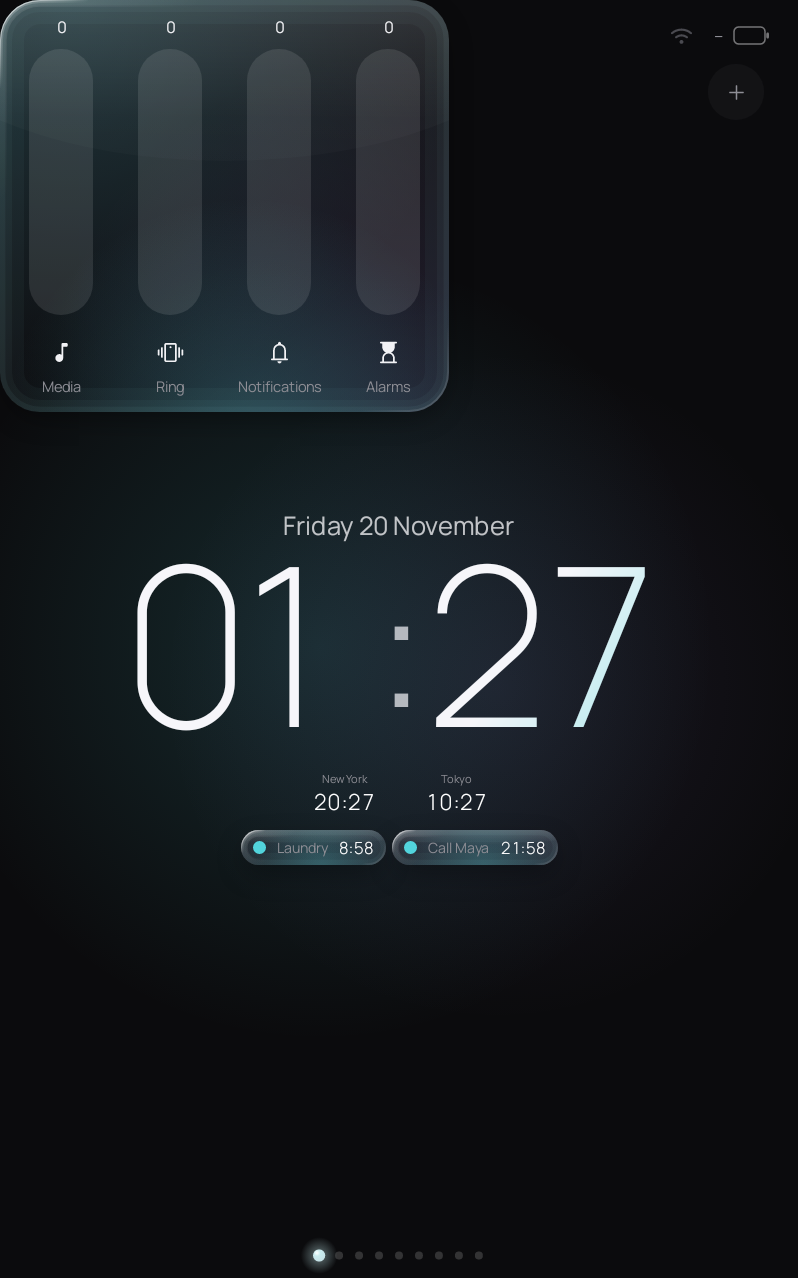 0 0 0 0
–
+
Media Ring Notifications Alarms
Friday 20 November
01:27
New York Tokyo
20:27 10:27
Laundry 8:58 Call Maya 21:58